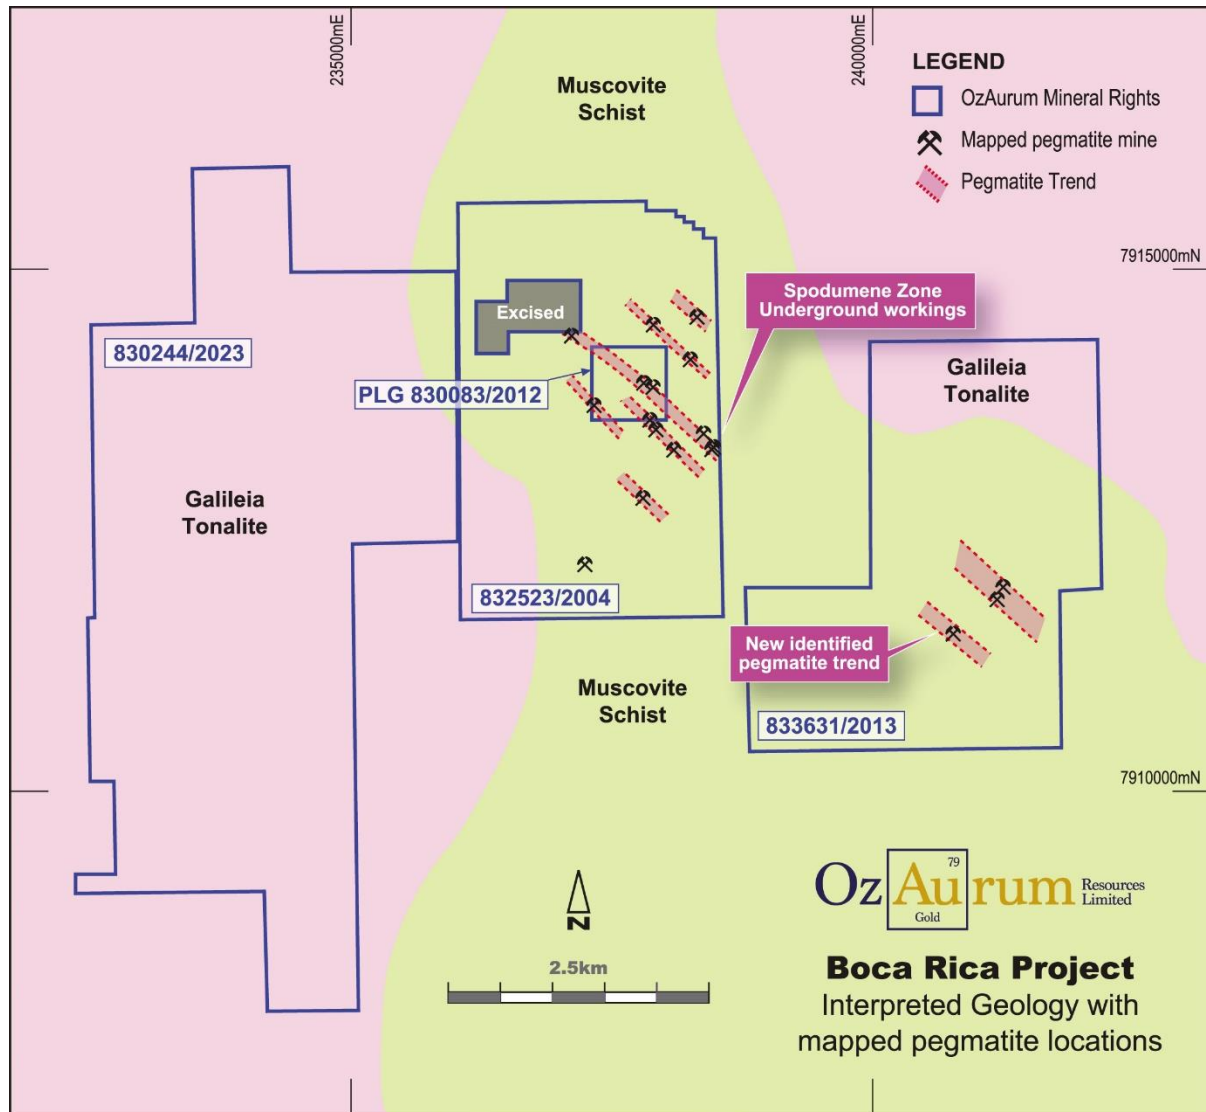 235000mE
240000mE
LEGEND
OzAurum Mineral Rights
Mapped pegmatite mine
Pegmatite Trend
Muscovite
Schist
7915000mN
Spodumene Zone
Underground workings
Excised
830244/2023
PLG 830083/2012
Galileia
Tonalite
Galileia
Tonalite
832523/2004
New identified
pegmatite trend
Muscovite
Schist
833631/2013
7910000mN
N
2.5km
79
OzAurum Resources
Limited
Gold
Boca Rica Project
Interpreted Geology with
mapped pegmatite locations